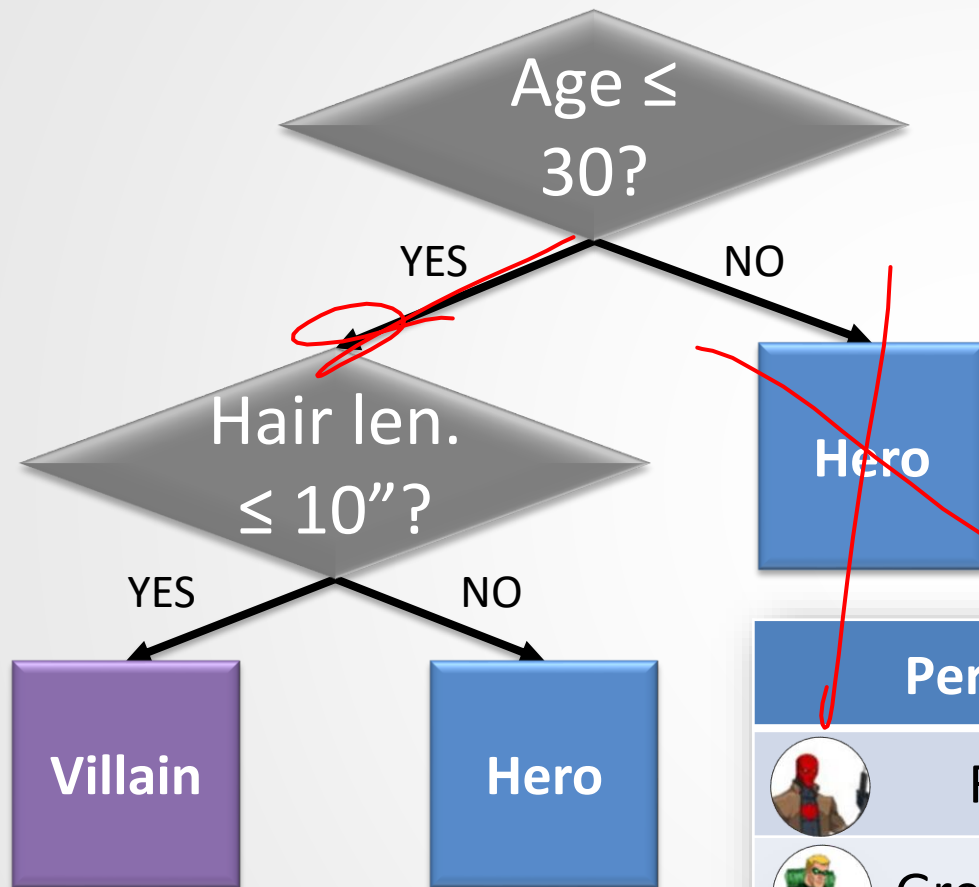 Age ≤
30?
YES
NO
Hair len.
≤ 10”?
Hero
YES
NO
Villain
Hero